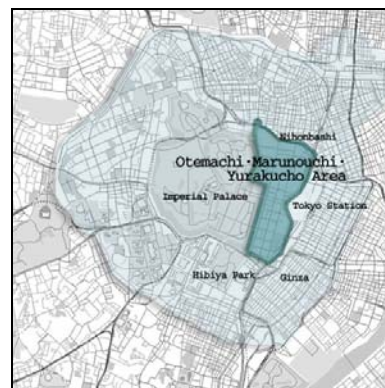 Nihonbashi
Otemachi·Marunouchi·
Yurakucho Area
Imperial Palace
Tokyo Station
Hibiya Park
Ginza